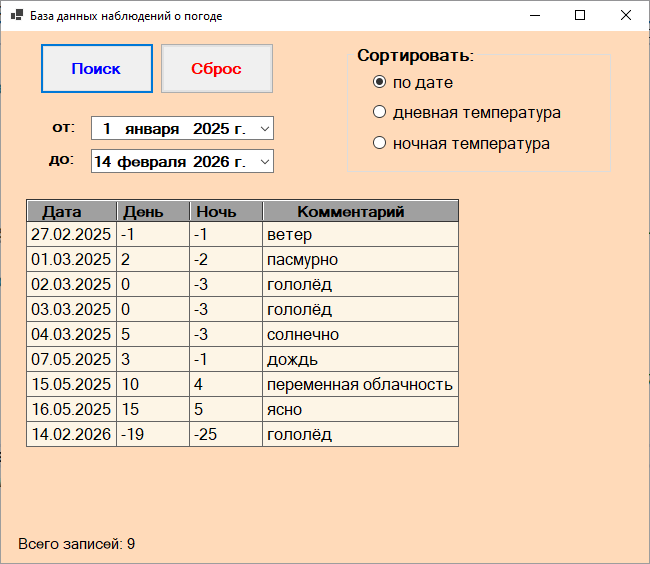 База данных наблюдений о погоде
Поиск Сброс
от: 1 января 2025 г.
до: 14 февраля 2026 г.
Сортировать:
по дате
дневная температура
ночная температура
Дата День Ночь Комментарий
27.02.2025 -1 -1 ветер
01.03.2025 2 -2 пасмурно
02.03.2025 0 -3 гололёд
03.03.2025 0 -3 гололёд
04.03.2025 5 -3 солнечно
07.05.2025 3 -1 дождь
15.05.2025 10 4 переменная облачность
16.05.2025 15 5 ясно
14.02.2026 -19 -25 гололёд
Всего записей: 9